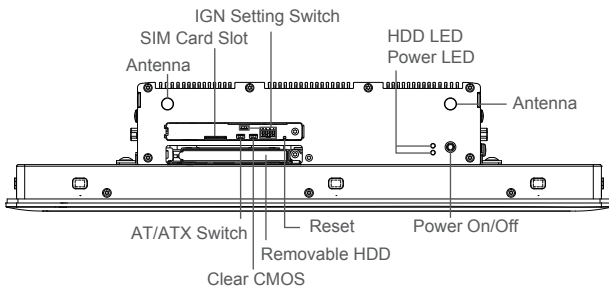 IGN Setting Switch
SIM Card Slot
Antenna
HDD LED
Power LED
Antenna
AT/ATX Switch
Reset
Power On/Off
Removable HDD
Clear CMOS